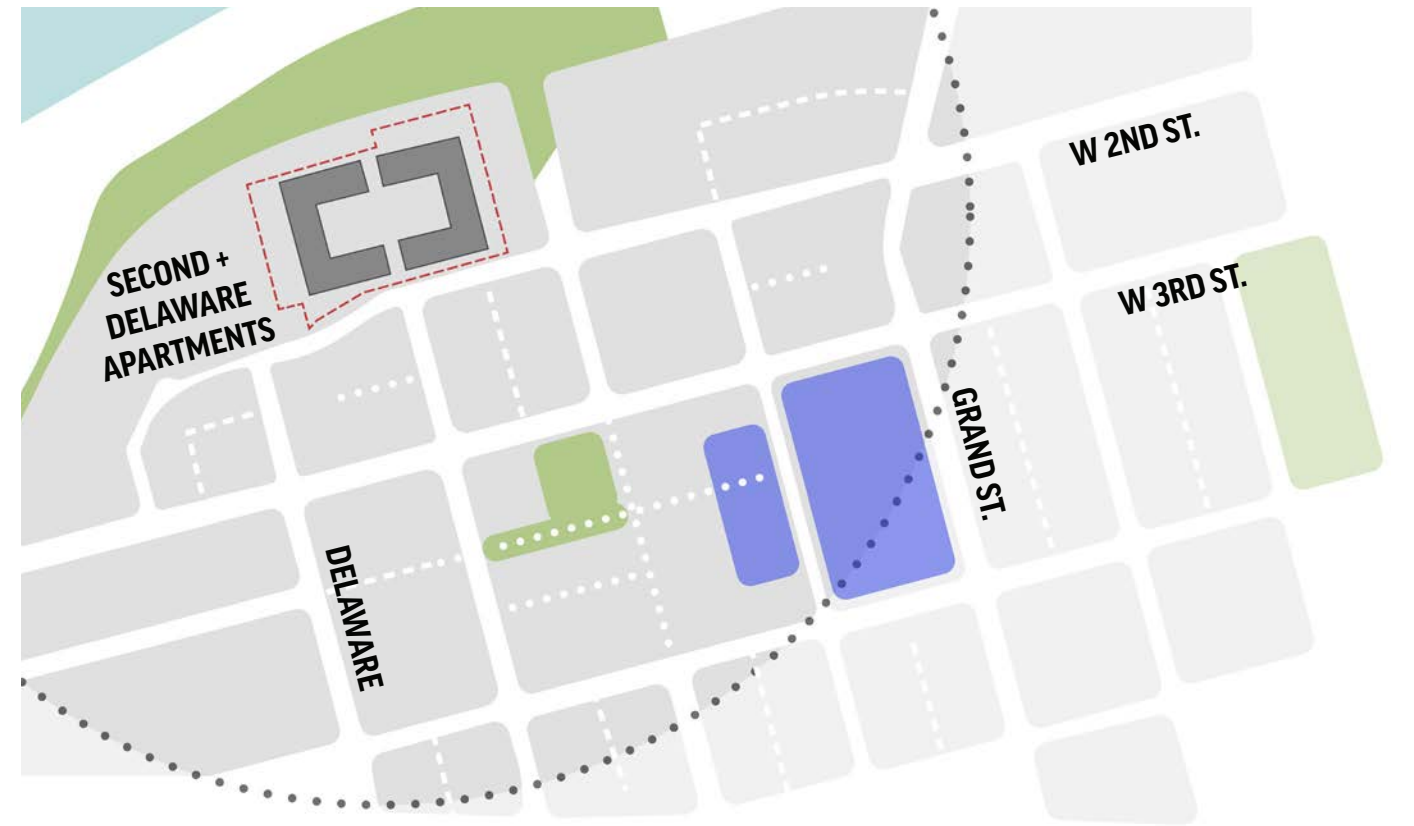 W 2ND ST.
SECOND +
DELAWARE
APARTMENTS
W 3RD ST.
GRAND ST.
DELAWARE